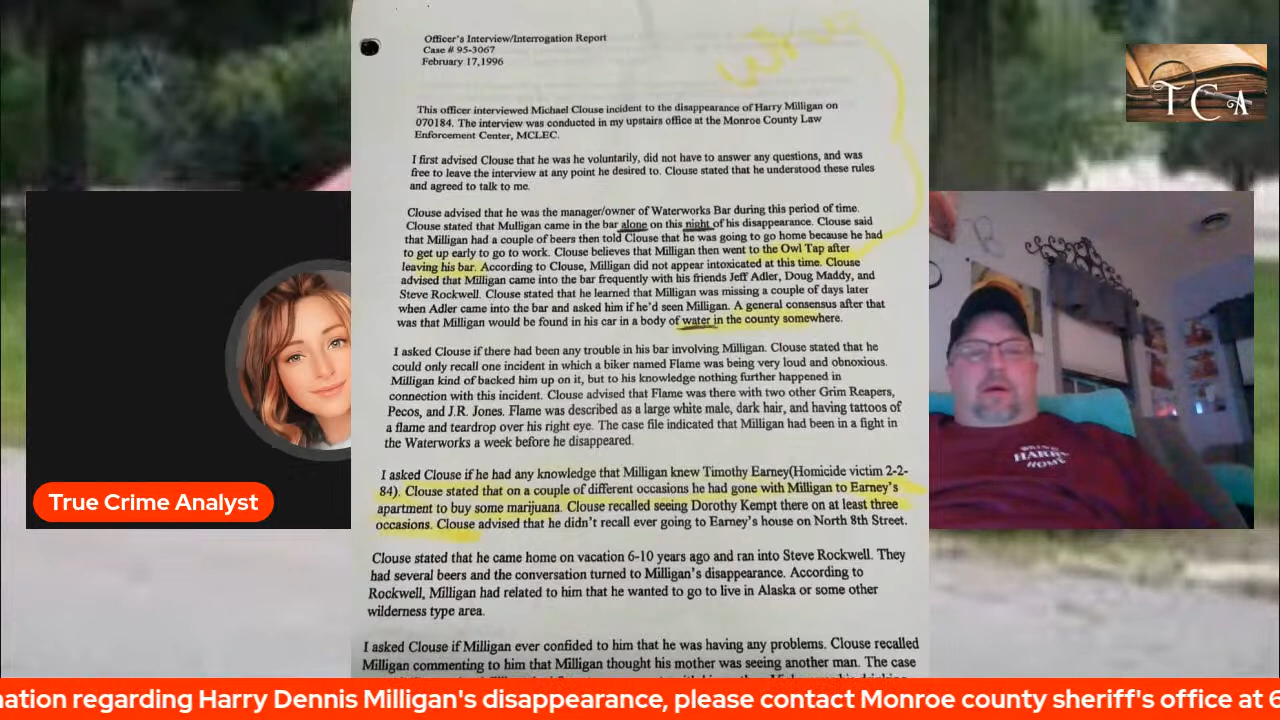 Officer's Interview/Interrogation Report
Case # 95-3067
February 17,1996
This officer interviewed Michael Clouse incident to the disappearance of Harry Milligan on
070184. The interview was conducted in my upstairs office at the Monroe County Law
Enforcement Center, MCLEC.
I first advised Clouse that he was he voluntarily, did not have to answer any questions, and was
free to leave the interview at any point he desired to. Clouse stated that he understood these rules
and agreed to talk to me.
Clouse advised that he was the manager/owner of Waterworks Bar during this period of time.
Clouse stated that Mulligan came in the bar alone on this night of his disappearance. Clouse said
that Milligan had a couple of beers then told Clouse that he was going to go home because he had
to get up early to go to work. Clouse believes that Milligan then went to the Owl Tap after
leaving his bar. According to Clouse, Milligan did not appear intoxicated at this time. Clouse
advised that Milligan came into the bar frequently with his friends Jeff Adler, Doug Maddy, and
Steve Rockwell. Clouse stated that he learned that Milligan was missing a couple of days later
when Adler came into the bar and asked him if he'd seen Milligan. A general consensus after that
was that Milligan would be found in his car in a body of water in the county somewhere.
I asked Clouse if there had been any trouble in his bar involving Milligan. Clouse stated that he
could only recall one incident in which a biker named Flame was being very loud and obnoxious.
Milligan kind of backed him up on it, but to his knowledge nothing further happened in
connection with this incident. Clouse advised that Flame was there with two other Grim Reapers,
Pecos, and J.R. Jones. Flame was described as a large white male, dark hair, and having tattoos of
a flame and teardrop over his right eye. The case file indicated that Milligan had been in a fight in
the Waterworks a week before he disappeared.
I asked Clouse if he had any knowledge that Milligan knew Timothy Earney(Homicide victim 2-2-
84). Clouse stated that on a couple of different occasions he had gone with Milligan to Earney's
apartment to buy some marijuana. Clouse recalled seeing Dorothy Kempt there on at least three
occasions. Clouse advised that he didn't recall ever going to Earney's house on North 8th Street.
Clouse stated that he came home on vacation 6-10 years ago and ran into Steve Rockwell. They
had several beers and the conversation turned to Milligan's disappearance. According to
Rockwell, Milligan had related to him that he wanted to go to live in Alaska or some other
wilderness type area.
I asked Clouse if Milligan ever confided to him that he was having any problems. Clouse recalled
Milligan commenting to him that Milligan thought his mother was seeing another man. The case
TCA
True Crime Analyst
HARRY
HOME
nation regarding Harry Dennis Milligan's disappearance, please contact Monroe county sheriff's office at 6